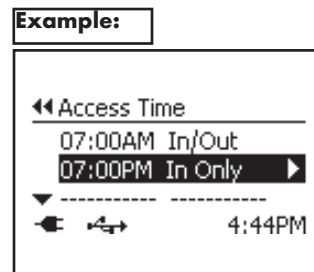 Example:
Access Time
07:00AM In/Out
07:00PM In Only
----------- -----------
4:44PM